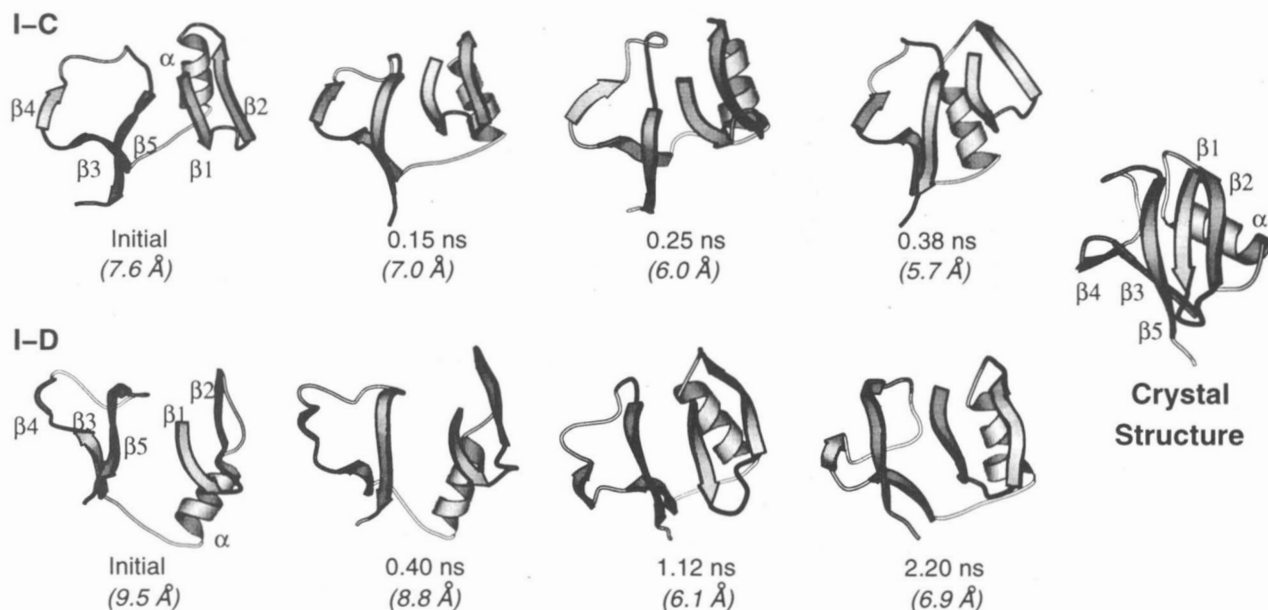 I–C
α
β4
β2
β3
β5
β1
Initial
(7.6 Å)
0.15 ns
(7.0 Å)
0.25 ns
(6.0 Å)
0.38 ns
(5.7 Å)
β1
β2
α
β4
β3
β5
Crystal
Structure
I–D
β4
β3
β5
β1
β2
α
Initial
(9.5 Å)
0.40 ns
(8.8 Å)
1.12 ns
(6.1 Å)
2.20 ns
(6.9 Å)